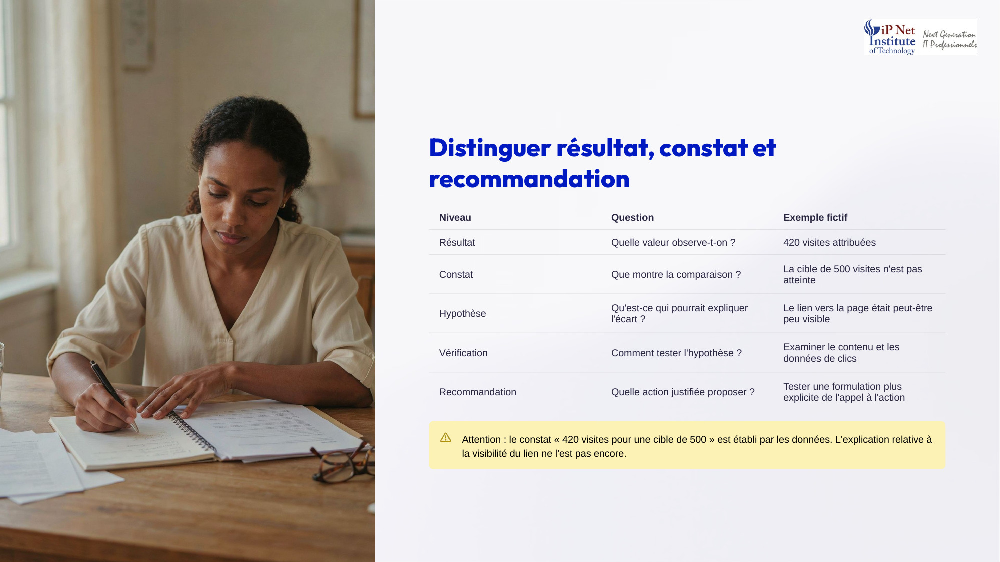 iP Net
Institute
of Technology
Next Generation
IT Professionnels
Distinguer résultat, constat et
recommandation
Niveau
Question
Exemple fictif
Résultat
Quelle valeur observe-t-on ?
420 visites attribuées
Constat
Que montre la comparaison ?
La cible de 500 visites n'est pas
atteinte
Hypothèse
Qu'est-ce qui pourrait expliquer
l'écart ?
Le lien vers la page était peut-être
peu visible
Vérification
Comment tester l'hypothèse ?
Examiner le contenu et les
données de clics
Recommandation
Quelle action justifiée proposer ?
Tester une formulation plus
explicite de l'appel à l'action
Attention : le constat « 420 visites pour une cible de 500 » est établi par les données. L'explication relative à
la visibilité du lien ne l'est pas encore.